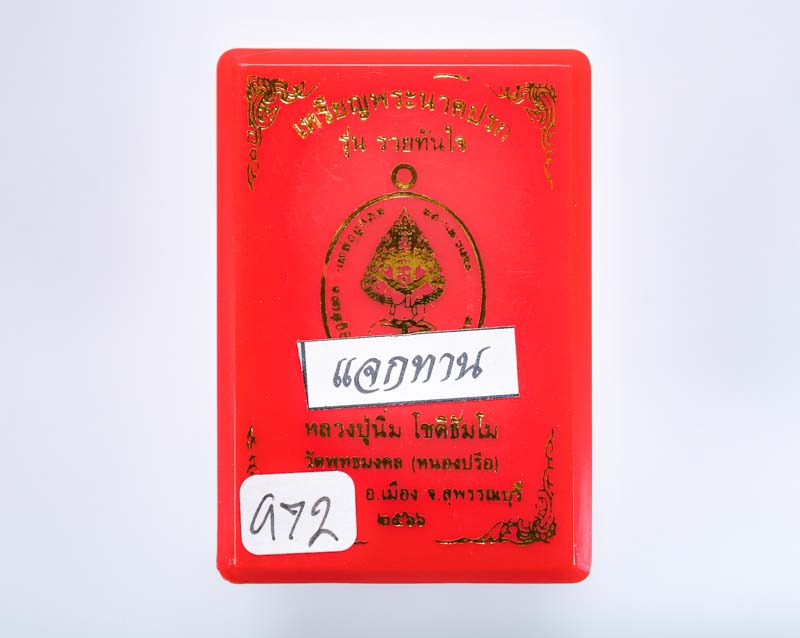 เหรียญพระนาคปรก
รุ่น รวยทันใจ
แจกทาน
หลวงปู่นิ่ม โชติธัมโม
วัดพุทธมงคล (หนองปรือ)
อ.เมือง จ.สุพรรณบุรี
๒๕๖๖
972